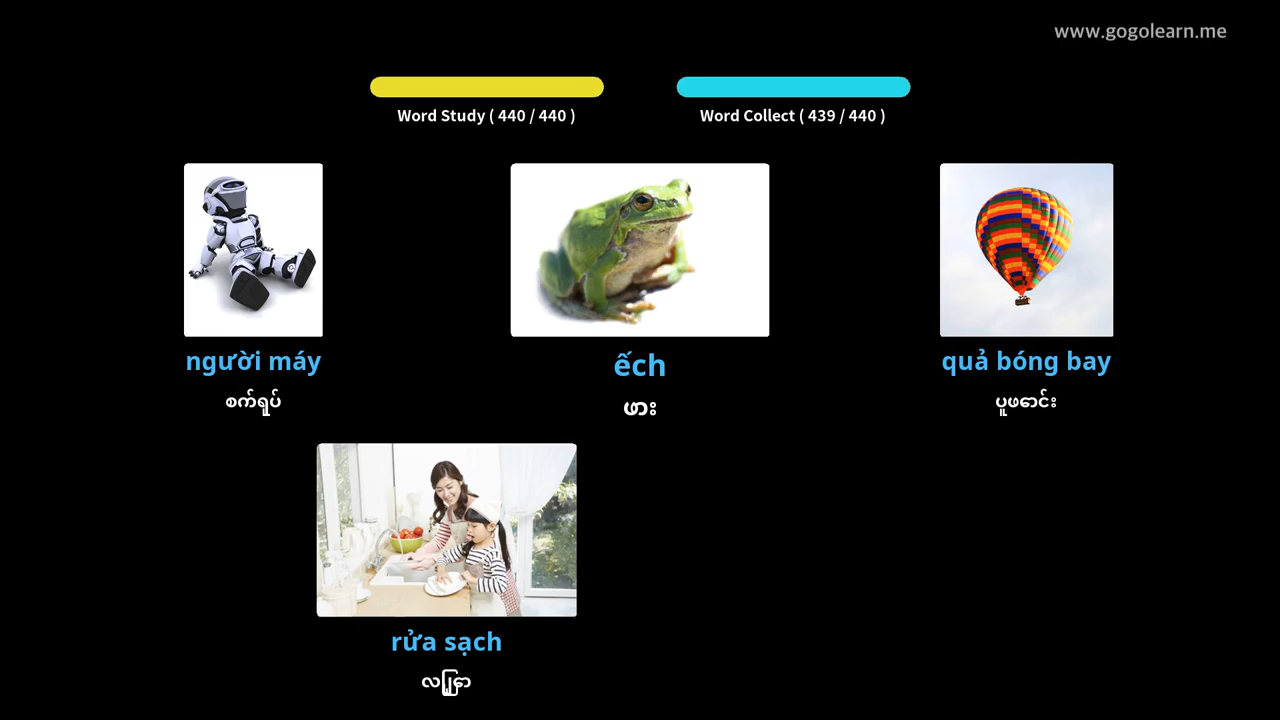 www.gogolearn.me
Word Study ( 440 / 440 )
Word Collect ( 439 / 440 )
người máy
ếch
quả bóng bay
စက်ရုပ်
ဖား
ပူဖောင်း
rửa sạch